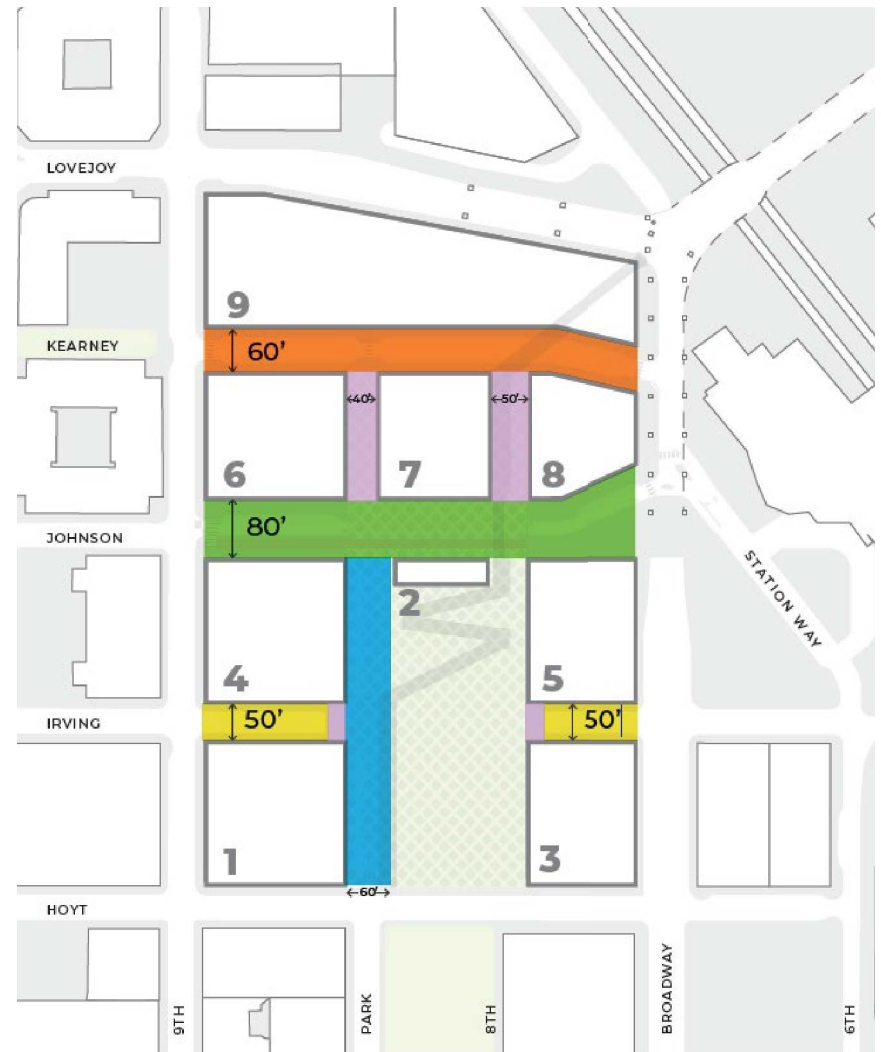 LOVEJOY
9
KEARNEY
60'
40'
50'
6
7
8
80'
JOHNSON
2
STATION WAY
4
5
IRVING
50'
50'
1
3
60'
HOYT
9TH
PARK
8TH
BROADWAY
6TH